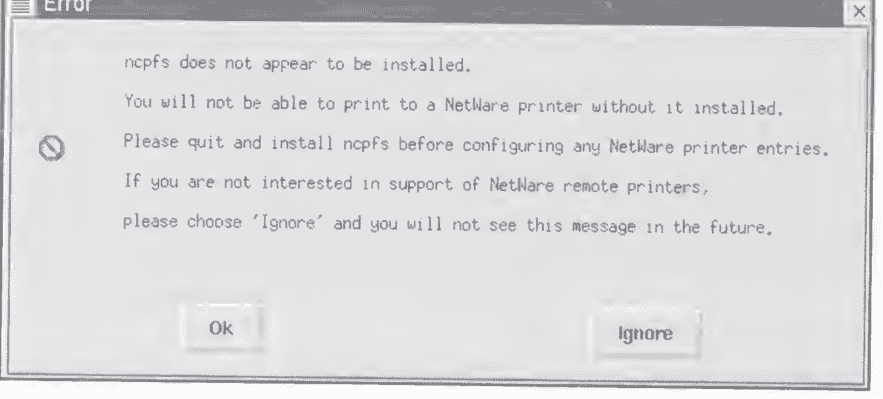 Error
ncpfs does not appear to be installed.
You will not be able to print to a NetWare printer without it installed.
Please quit and install ncpfs before configuring any NetWare printer entries.
If you are not interested in support of NetWare remote printers,
please choose 'Ignore' and you will not see this message in the future.
Ok
Ignore